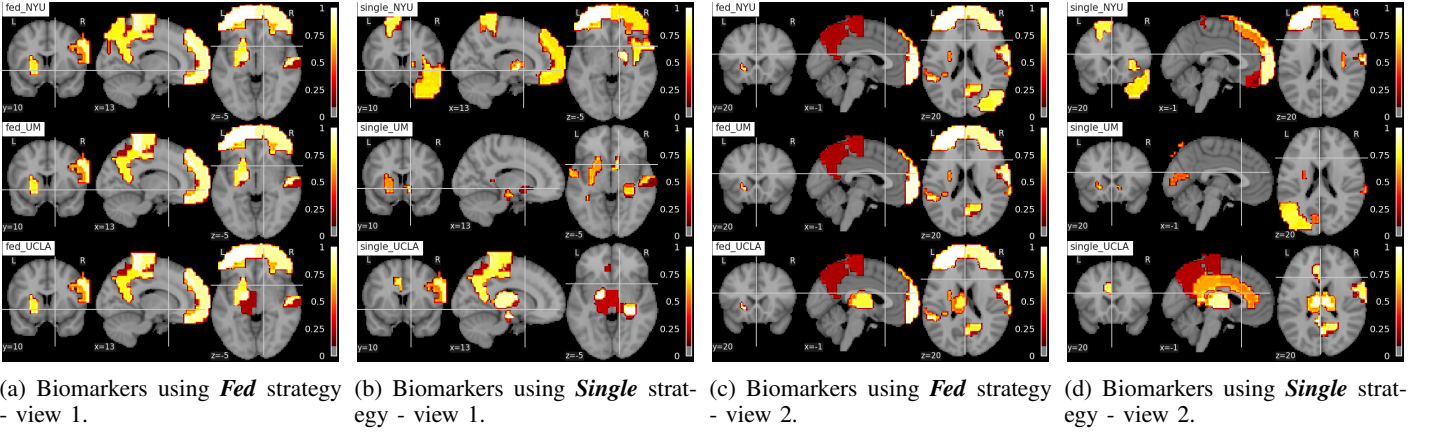 fed_NYU
L
R
L
R
1
0.75
0.5
0.25
0
y=10
x=13
z=-5
fed_UM
L
R
L
R
1
0.75
0.5
0.25
0
y=10
x=13
z=-5
fed_UCLA
L
R
L
R
1
0.75
0.5
0.25
0
y=10
x=13
z=-5
(a) Biomarkers using Fed strategy
- view 1.
single_NYU
L
R
L
R
1
0.75
0.5
0.25
0
y=10
x=13
z=-5
single_UM
L
R
L
R
1
0.75
0.5
0.25
0
y=10
x=13
z=-5
single_UCLA
L
R
L
R
1
0.75
0.5
0.25
0
y=10
x=13
z=-5
(b) Biomarkers using Single strat-
egy - view 1.
fed_NYU
L
R
L
R
1
0.75
0.5
0.25
0
y=20
x=-1
z=20
fed_UM
L
R
L
R
1
0.75
0.5
0.25
0
y=20
x=-1
z=20
fed_UCLA
L
R
L
R
1
0.75
0.5
0.25
0
y=20
x=-1
z=20
(c) Biomarkers using Fed strategy
- view 2.
single_NYU
L
R
L
R
1
0.75
0.5
0.25
0
y=20
x=-1
z=20
single_UM
L
R
L
R
1
0.75
0.5
0.25
0
y=20
x=-1
z=20
single_UCLA
L
R
L
R
1
0.75
0.5
0.25
0
y=20
x=-1
z=20
(d) Biomarkers using Single strat-
egy - view 2.